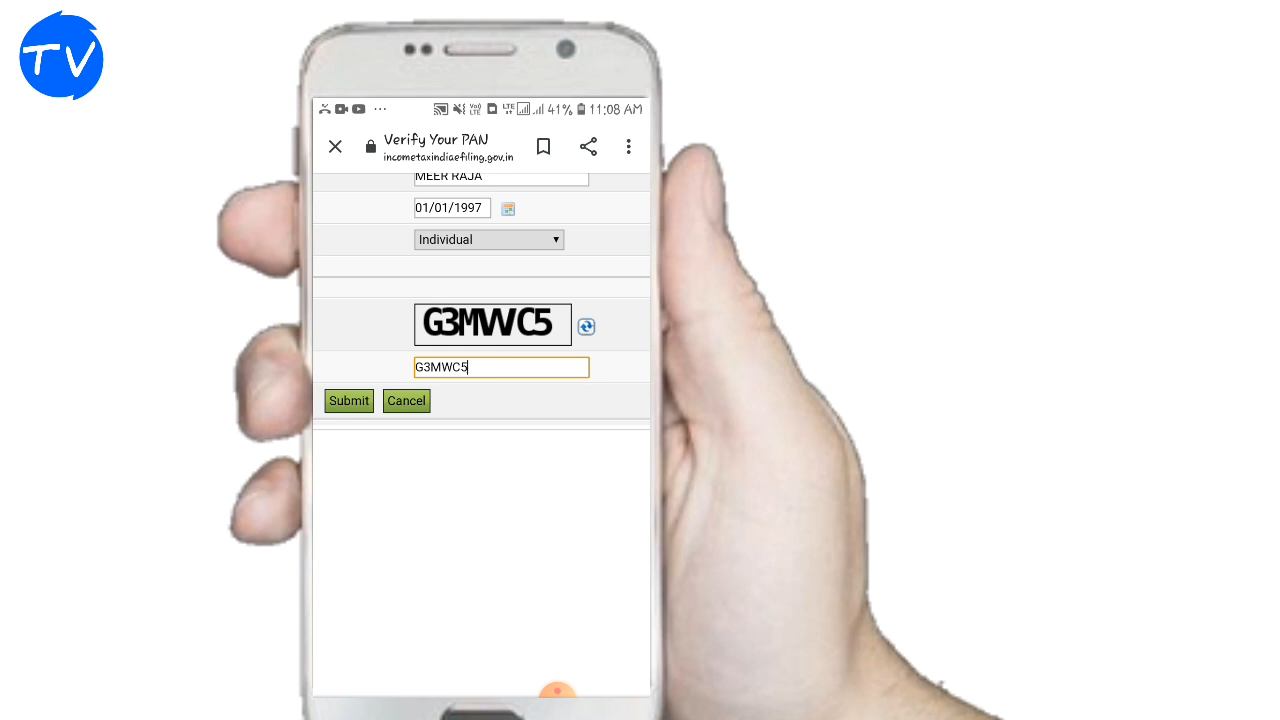 TV
41% 11:08 AM
Verify Your PAN
incometaxindiaefiling.gov.in
MEER RAJA
01/01/1997
Individual
G3MWC5
G3MWC5
Submit Cancel